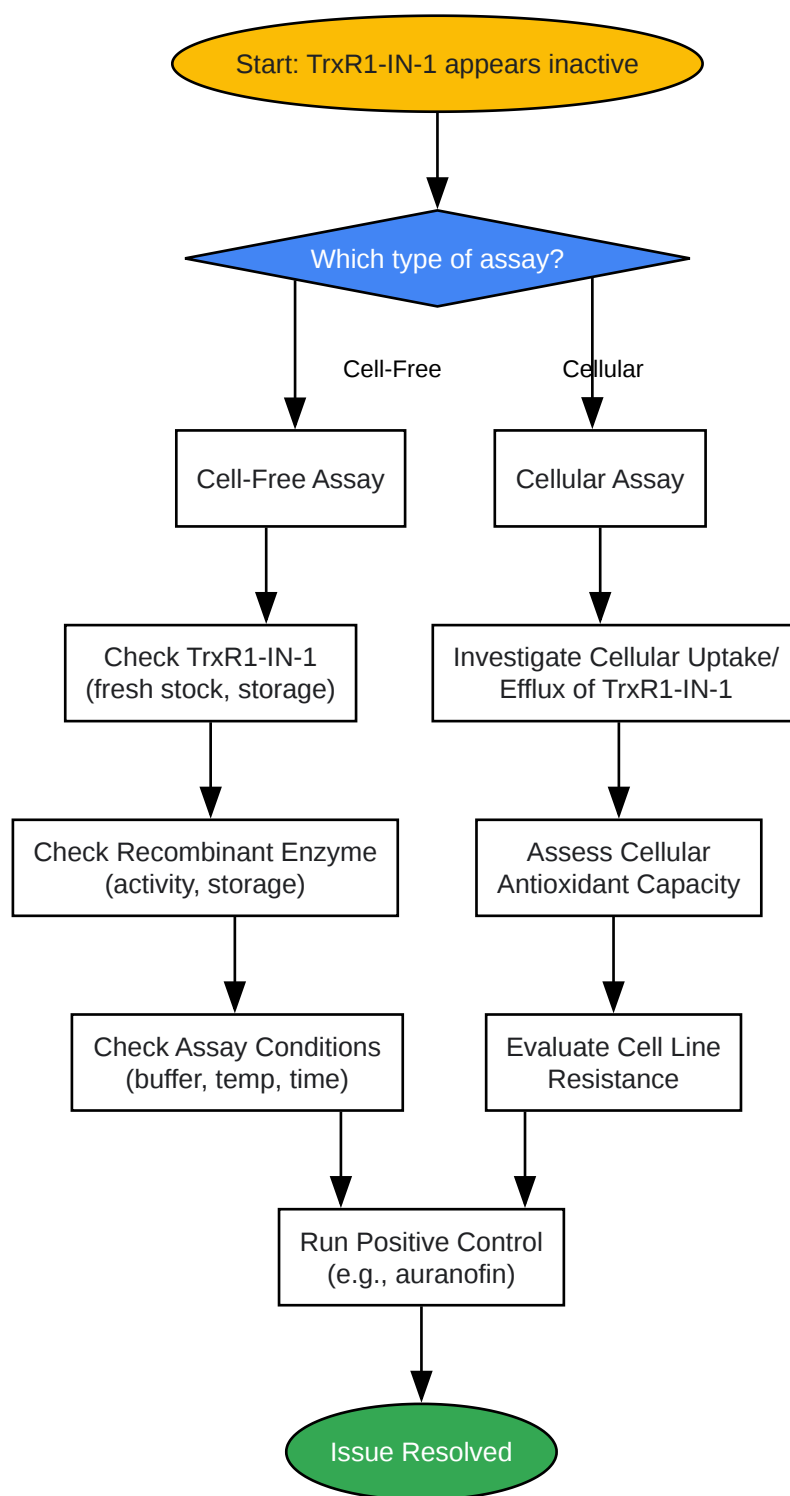 Start: TrxR1-IN-1 appears inactive
Which type of assay?
Cell-Free
Cellular
Cell-Free Assay
Cellular Assay
Check TrxR1-IN-1
(fresh stock, storage)
Investigate Cellular Uptake/
Efflux of TrxR1-IN-1
Check Recombinant Enzyme
(activity, storage)
Assess Cellular
Antioxidant Capacity
Check Assay Conditions
(buffer, temp, time)
Evaluate Cell Line
Resistance
Run Positive Control
(e.g., auranofin)
Issue Resolved